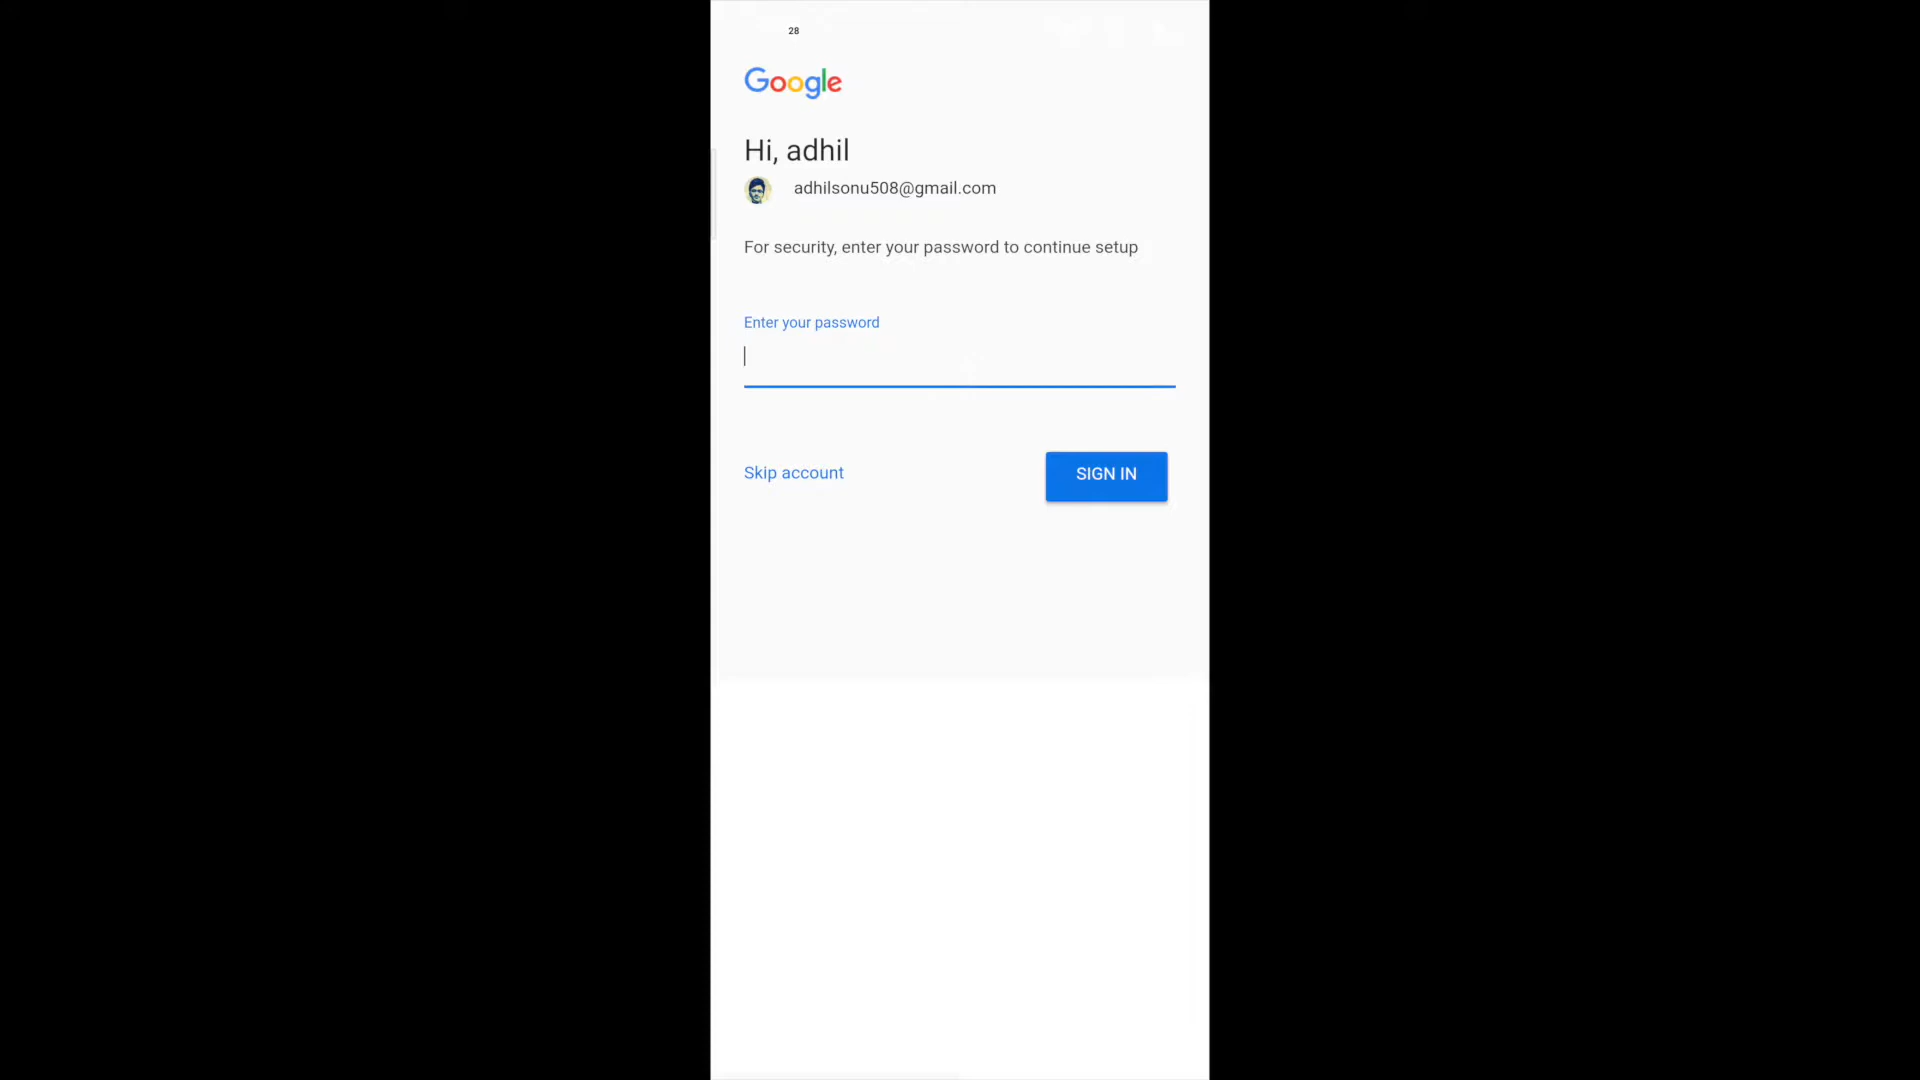 28
Google
Hi, adhil
adhilsonu508@gmail.com
For security, enter your password to continue setup
Enter your password
Skip account
SIGN IN